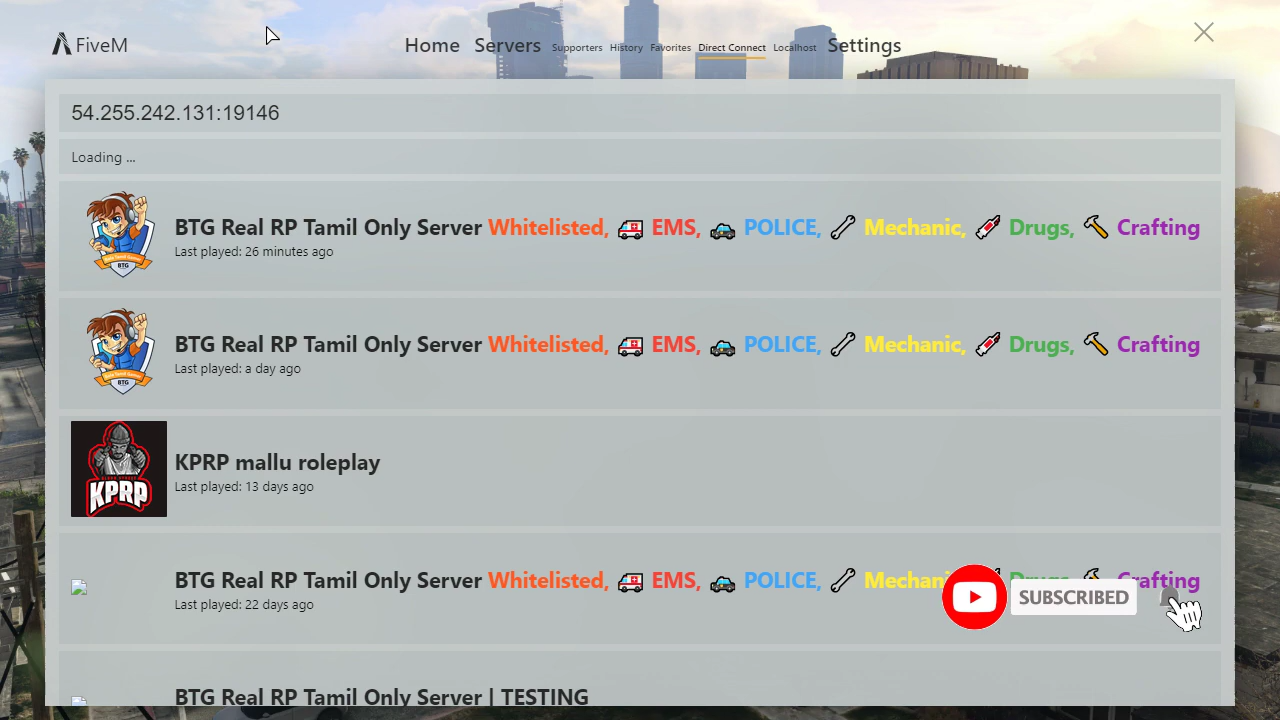 FiveM
Home Servers Supporters History Favorites Direct Connect Localhost Settings
54.255.242.131:19146
Loading ...
BTG Real RP Tamil Only Server Whitelisted, 🚑 EMS, 🚓 POLICE, 🔧 Mechanic, 💉 Drugs, 🔨 Crafting
Last played: 26 minutes ago
BTG
BTG Real RP Tamil Only Server Whitelisted, 🚑 EMS, 🚓 POLICE, 🔧 Mechanic, 💉 Drugs, 🔨 Crafting
Last played: a day ago
BTG
KPRP mallu roleplay
Last played: 13 days ago
KPRP
BTG Real RP Tamil Only Server Whitelisted, 🚑 EMS, 🚓 POLICE, 🔧 Mechan Crafting
Last played: 22 days ago
SUBSCRIBED
BTG Real RP Tamil Only Server | TESTING